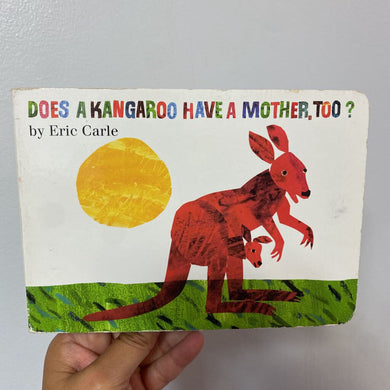 DOES A KANGAROO HAVE A MOTHER, TOO?
by Eric Carle